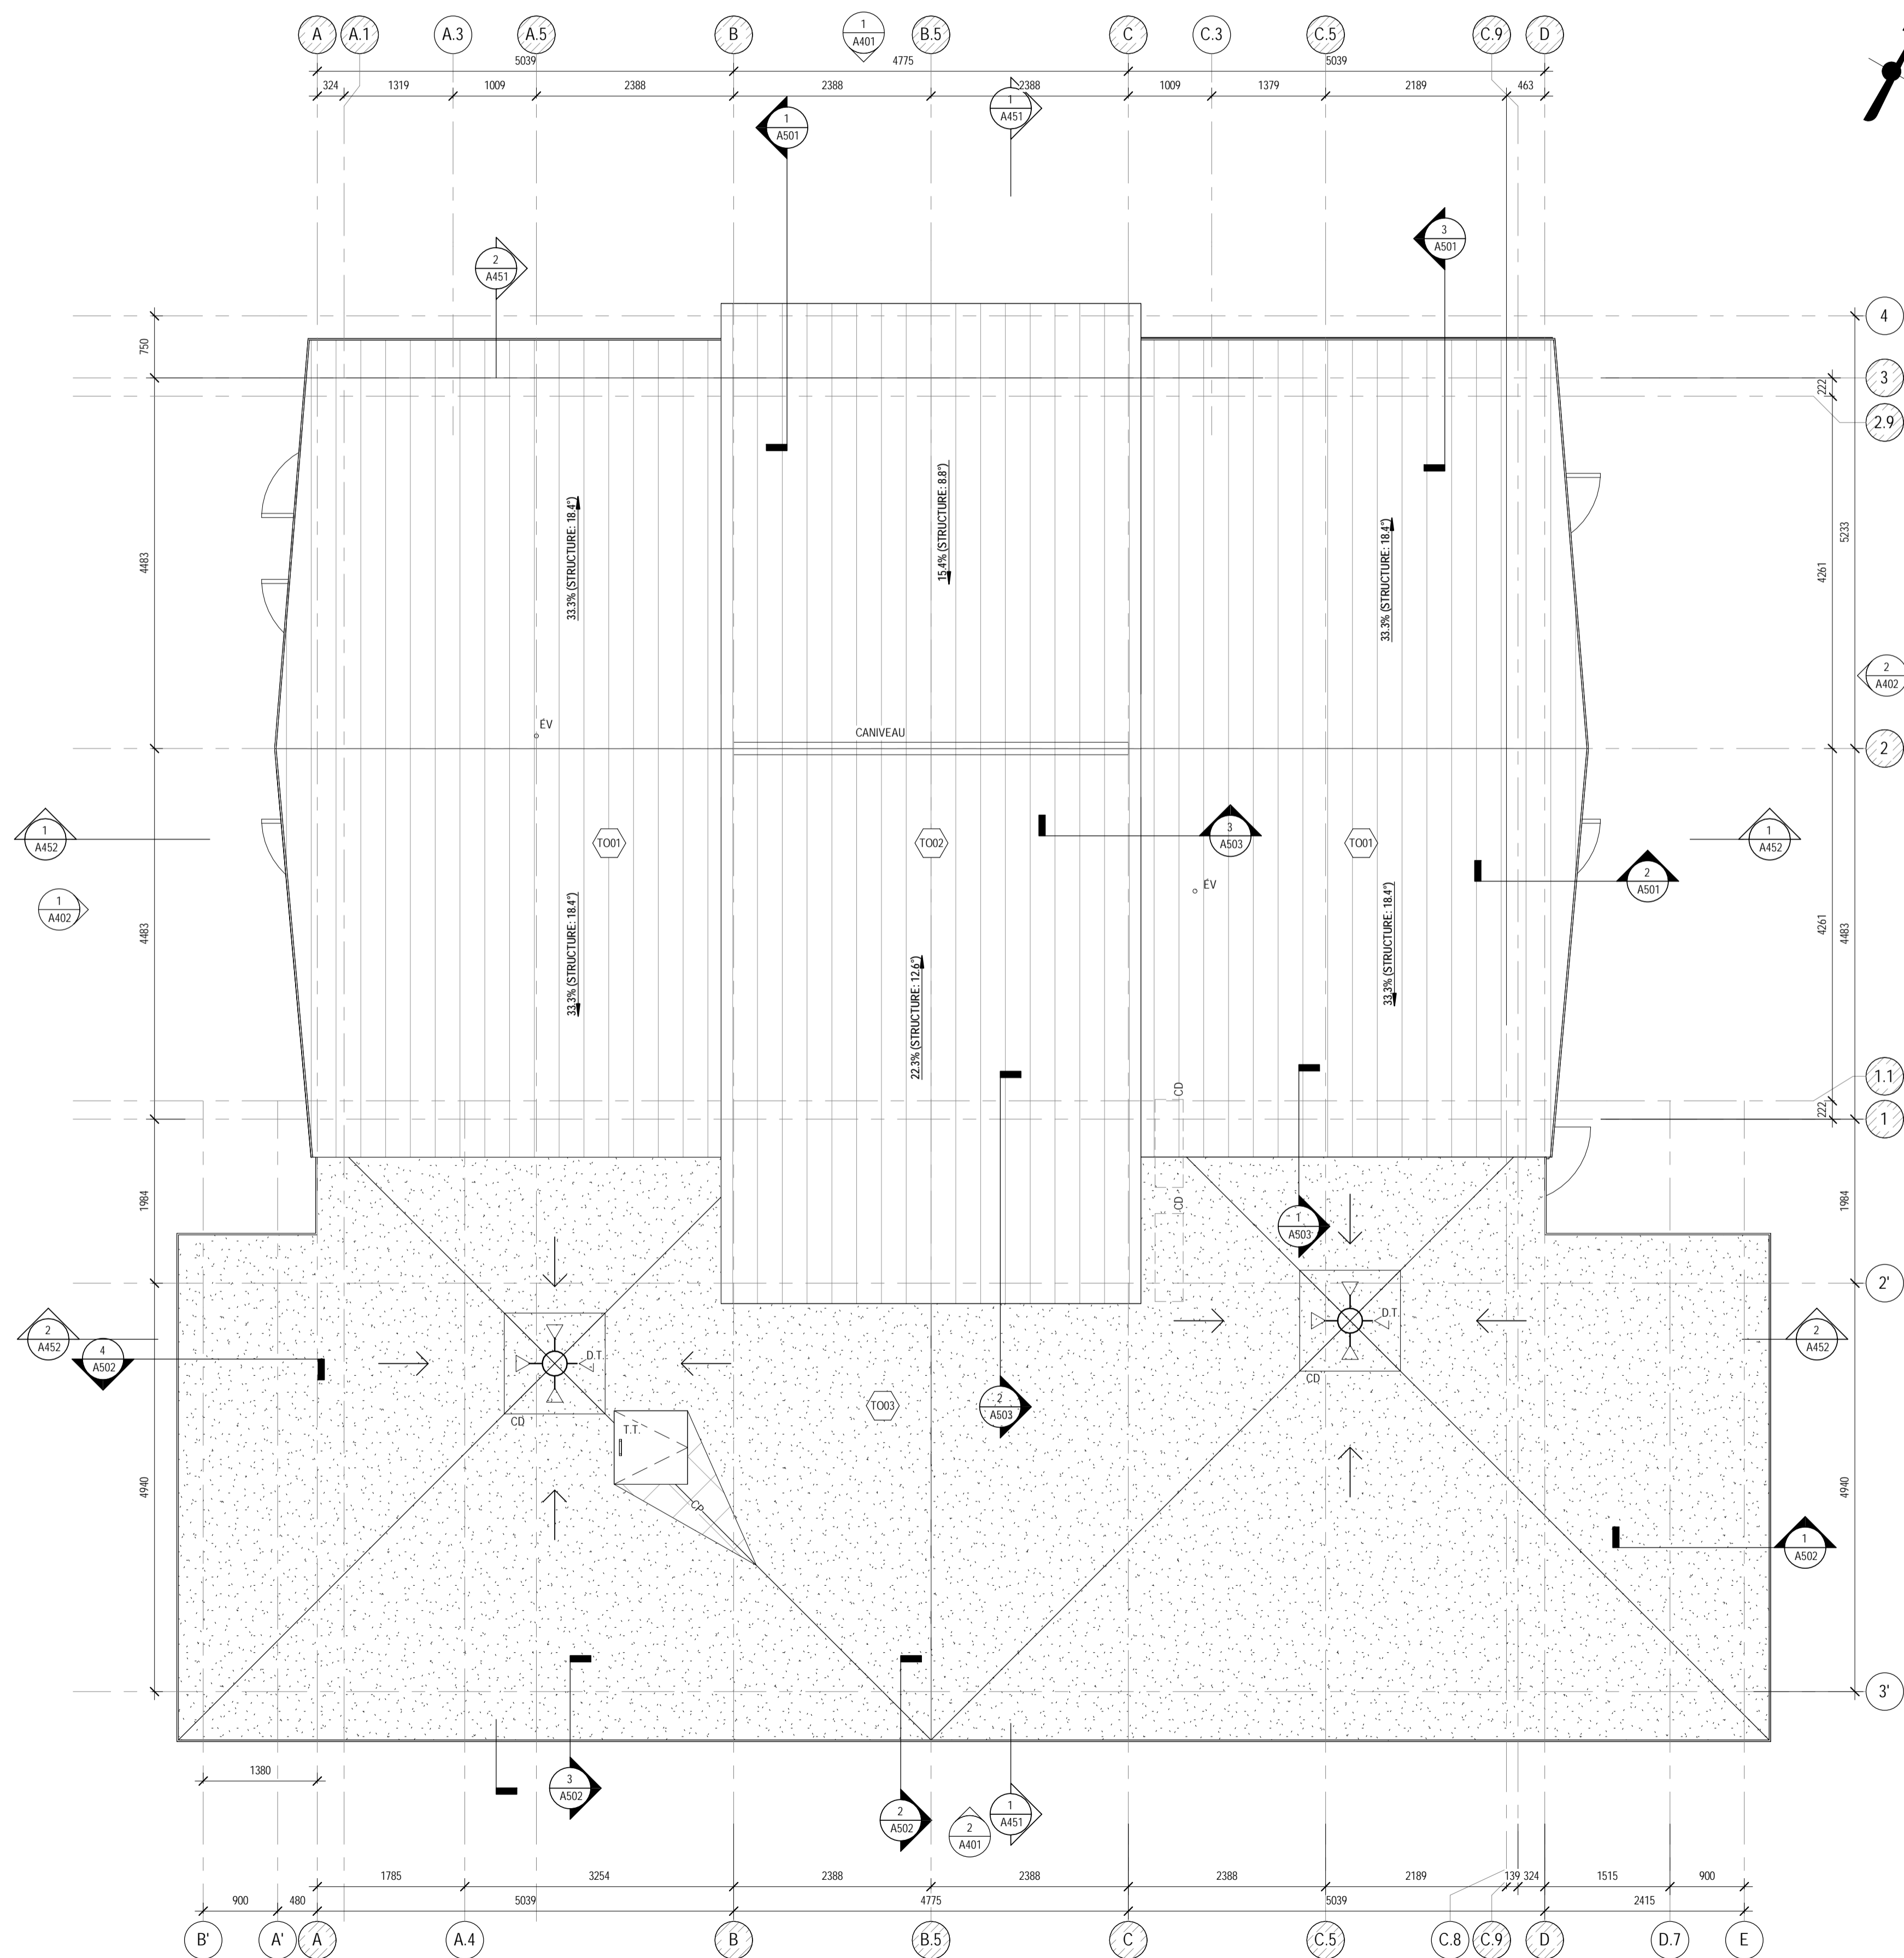 A
A.1
A.3
A.5
B
1
A401
B.5
C
C.3
C.5
C.9
D
5039
4775
5039
324
1319
1009
2388
2388
2388
1009
1379
2189
463
1
A501
1
A451
2
A451
3
A501
4
750
3
222
2.9
4483
33.3% (STRUCTURE: 18.4°)
15.4% (STRUCTURE: 8.8°)
33.3% (STRUCTURE: 18.4°)
4261
5233
2
A402
ÉV
CANIVEAU
2
1
A452
TO01
TO02
3
A503
TO01
1
A452
2
A501
ÉV
1
A402
4483
33.3% (STRUCTURE: 18.4°)
22.3% (STRUCTURE: 12.6°)
33.3% (STRUCTURE: 18.4°)
4261
4483
CD
1.1
222
1
1984
CD
1
A503
1984
2'
2
A452
4
A502
D.T.
D.T.
2
A452
CD
CD
TO03
2
A503
T.T.
CP
4940
4940
1
A502
3'
1380
3
A502
2
A502
2
A401
1
A451
1785
3254
2388
2388
2388
2189
139
324
1515
900
900
480
5039
4775
5039
2415
B'
A'
A
A.4
B
B.5
C
C.5
C.8
C.9
D
D.7
E